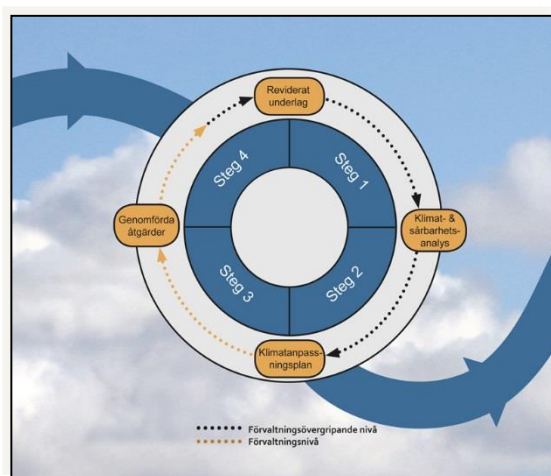 Reviderat
underlag
Steg 4
Steg 1
Genomförda
åtgärder
Klimat- &
sårbarhets-
analys
Steg 3
Steg 2
Klimatanpass-
ningsplan
Förvaltningsövergripande nivå
Förvaltningsnivå